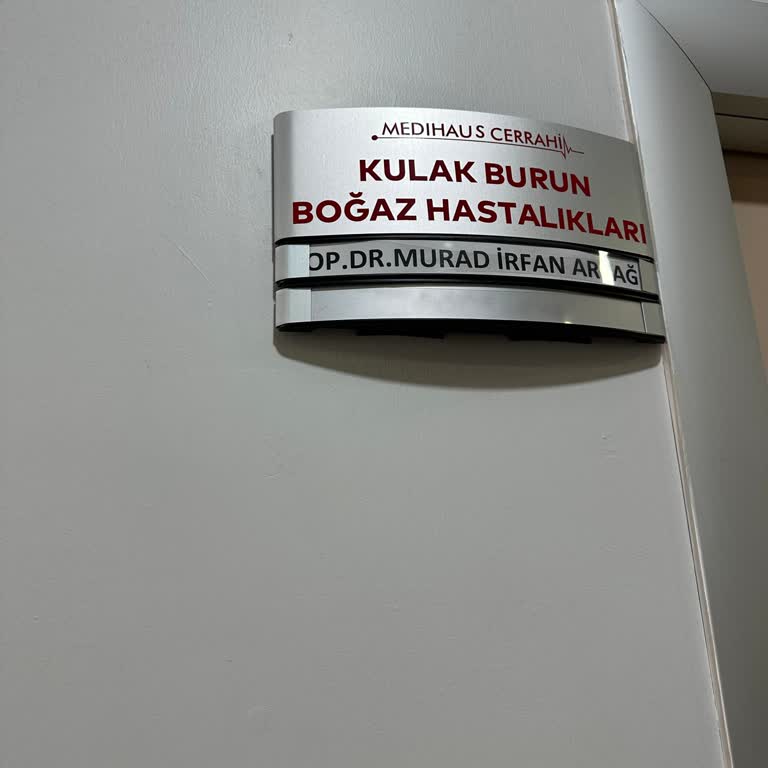 MEDIHAUS CERRAHİ
KULAK BURUN
BOĞAZ HASTALIKLARI
OP.DR.MURAD İRFAN